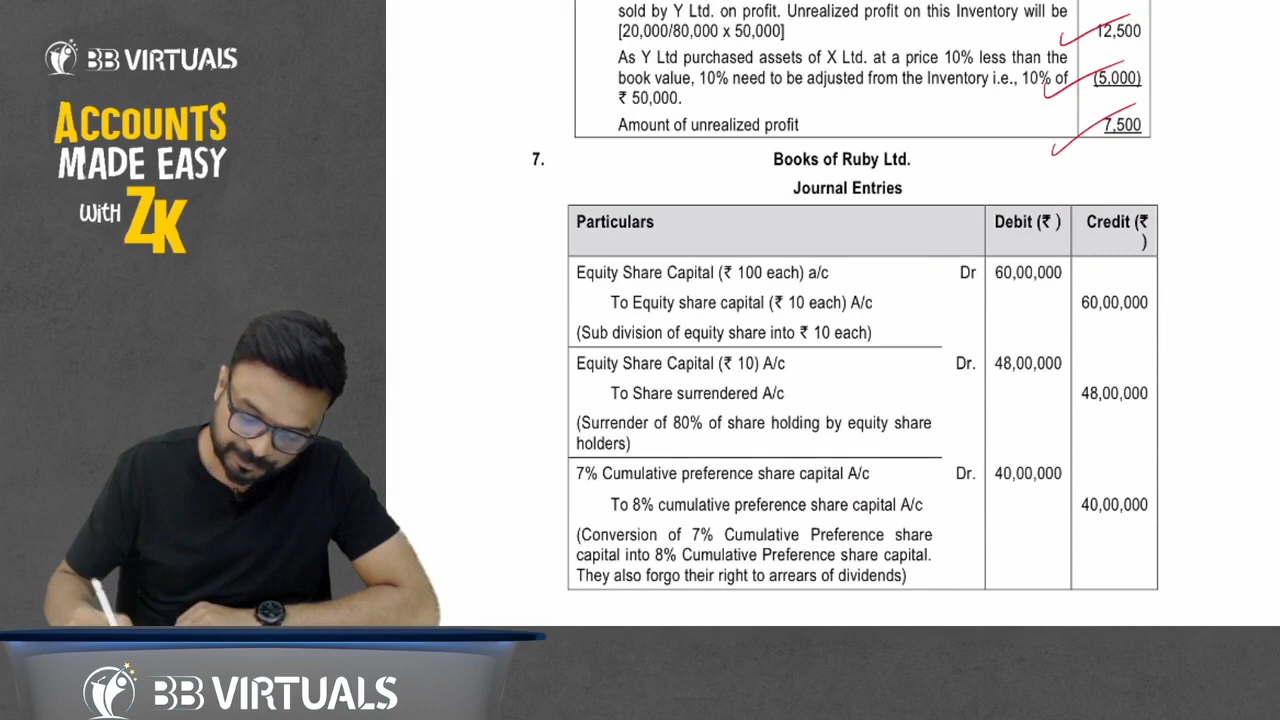 BB VIRTUALS
ACCOUNTS
MADE EASY
WITH ZK
sold by Y Ltd. on profit. Unrealized profit on this Inventory will be
[20,000/80,000 x 50,000] 12,500
As Y Ltd purchased assets of X Ltd. at a price 10% less than the
book value, 10% need to be adjusted from the Inventory i.e., 10% of (5,000)
₹ 50,000.
Amount of unrealized profit 7,500
7. Books of Ruby Ltd.
Journal Entries
Particulars Debit (₹ ) Credit (₹
)
Equity Share Capital (₹ 100 each) a/c Dr 60,00,000
To Equity share capital (₹ 10 each) A/c 60,00,000
(Sub division of equity share into ₹ 10 each)
Equity Share Capital (₹ 10) A/c Dr. 48,00,000
To Share surrendered A/c 48,00,000
(Surrender of 80% of share holding by equity share
holders)
7% Cumulative preference share capital A/c Dr. 40,00,000
To 8% cumulative preference share capital A/c 40,00,000
(Conversion of 7% Cumulative Preference share
capital into 8% Cumulative Preference share capital.
They also forgo their right to arrears of dividends)
BB VIRTUALS